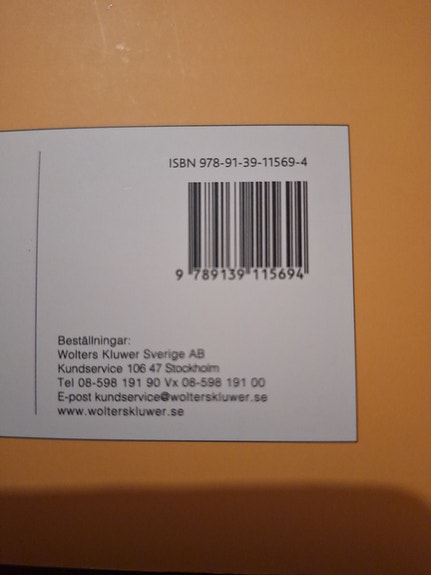 ISBN 978-91-39-11569-4
9 789139 115694
Beställningar:
Wolters Kluwer Sverige AB
Kundservice 106 47 Stockholm
Tel 08-598 191 90 Vx 08-598 191 00
E-post kundservice@wolterskluwer.se
www.wolterskluwer.se